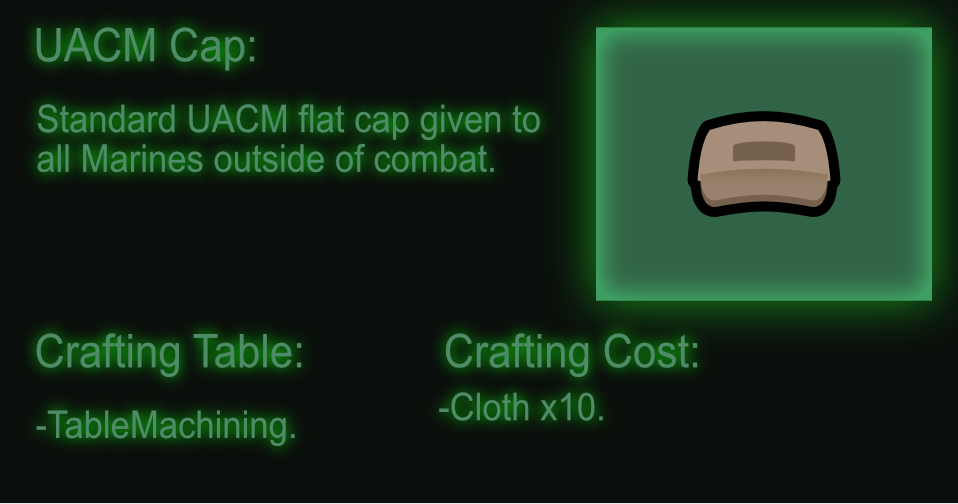 UACM Cap:
Standard UACM flat cap given to
all Marines outside of combat.
Crafting Table:
-TableMachining.
Crafting Cost:
-Cloth x10.